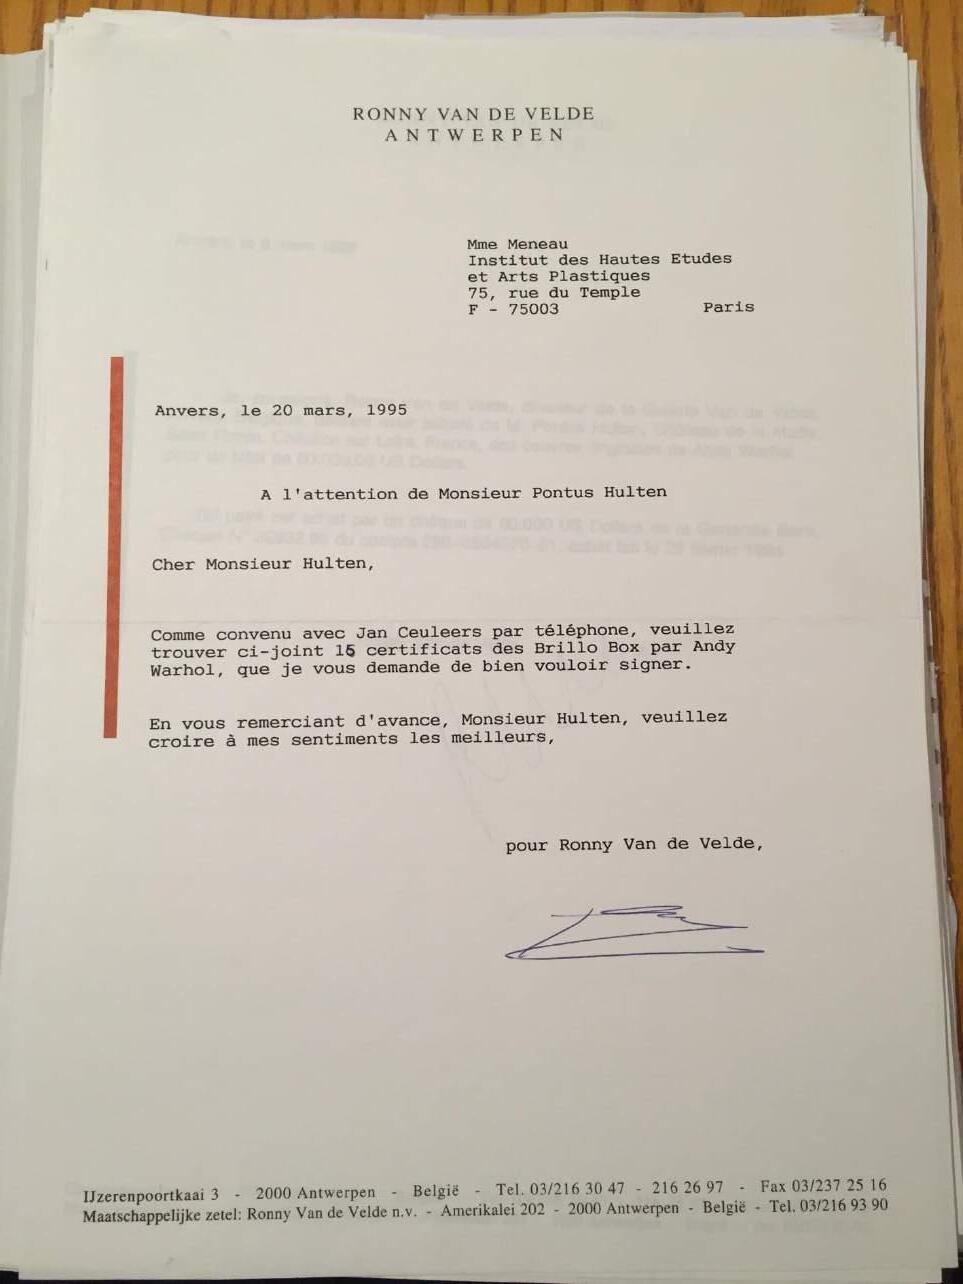 RONNY VAN DE VELDE
ANTWERPEN
Mme Meneau
Institut des Hautes Etudes
et Arts Plastiques
75, rue du Temple
F - 75003 Paris
Anvers, le 20 mars, 1995
A l'attention de Monsieur Pontus Hulten
Cher Monsieur Hulten,
Comme convenu avec Jan Ceuleers par téléphone, veuillez
trouver ci-joint 15 certificats des Brillo Box par Andy
Warhol, que je vous demande de bien vouloir signer.
En vous remerciant d'avance, Monsieur Hulten, veuillez
croire à mes sentiments les meilleurs,
pour Ronny Van de Velde,
IJzerenpoortkaai 3 - 2000 Antwerpen - België - Tel. 03/216 30 47 - 216 26 97 - Fax 03/237 25 16
Maatschappelijke zetel: Ronny Van de Velde n.v. - Amerikalei 202 - 2000 Antwerpen - België - Tel. 03/216 93 90